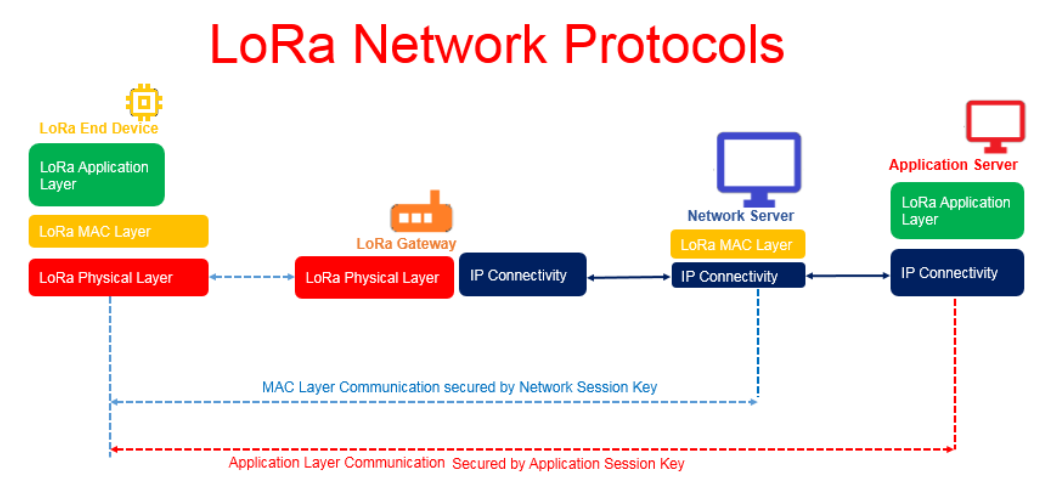 LoRa Network Protocols
LoRa End Device
LoRa Application
Layer
LoRa MAC Layer
LoRa Physical Layer
LoRa Gateway
LoRa Physical Layer
IP Connectivity
Network Server
LoRa MAC Layer
IP Connectivity
Application Server
LoRa Application
Layer
IP Connectivity
MAC Layer Communication secured by Network Session Key
Application Layer Communication Secured by Application Session Key